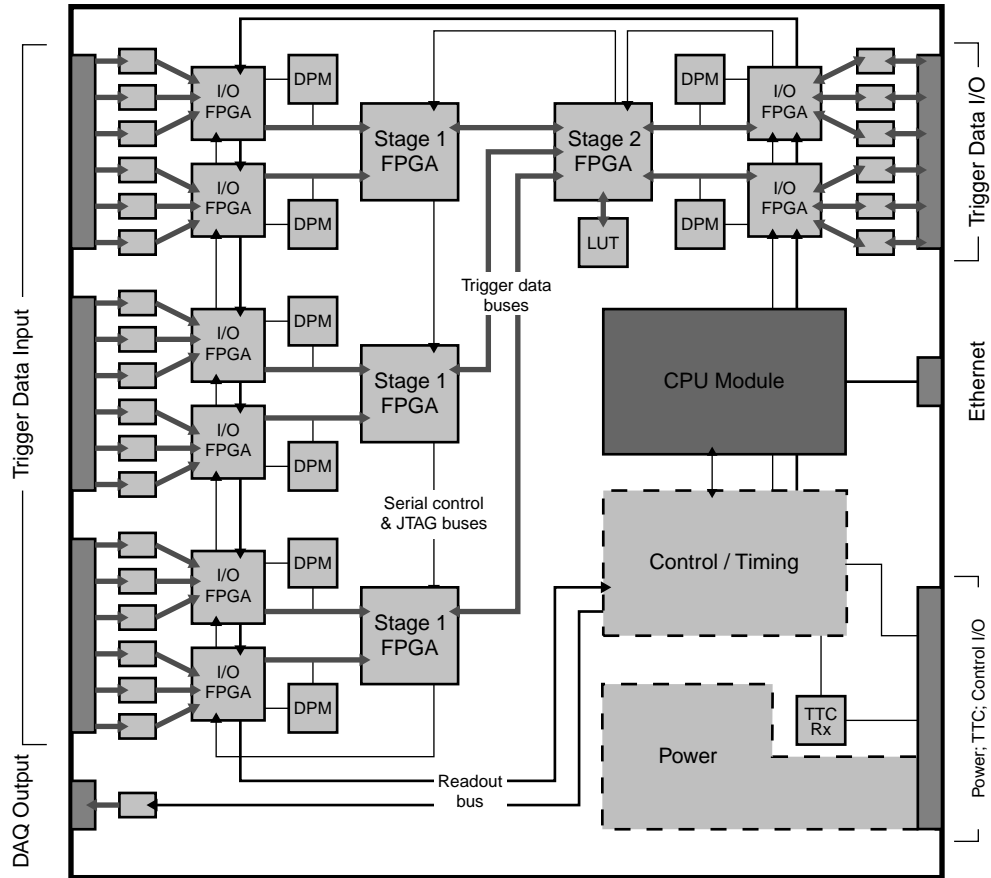 Trigger Data Input
DAQ Output
Trigger Data I/O
Ethernet
Power; TTC; Control I/O
I/O
FPGA
DPM
Stage 1
FPGA
Stage 2
FPGA
DPM
I/O
FPGA
I/O
FPGA
DPM
LUT
DPM
I/O
FPGA
Trigger data
buses
I/O
FPGA
DPM
Stage 1
FPGA
CPU Module
I/O
FPGA
DPM
Serial control
& JTAG buses
I/O
FPGA
DPM
Stage 1
FPGA
Control / Timing
I/O
FPGA
DPM
TTC
Rx
Power
Readout
bus